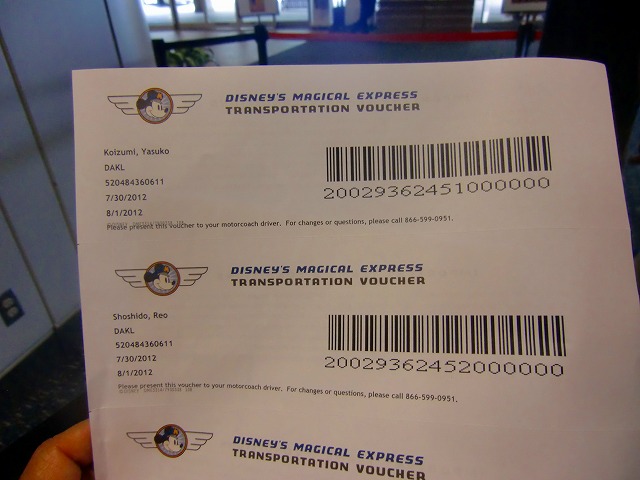 DISNEY'S MAGICAL EXPRESS
TRANSPORTATION VOUCHER
Koizumi, Yasuko
DAKL
520484360611
7/30/2012
8/1/2012
200293624510000000
Please present this voucher to your motorcoach driver. For changes or questions, please call 866-599-0951.
DISNEY'S MAGICAL EXPRESS
TRANSPORTATION VOUCHER
Shoshido, Reo
DAKL
520484360611
7/30/2012
8/1/2012
200293624520000000
Please present this voucher to your motorcoach driver. For changes or questions, please call 866-599-0951.
DISNEY'S MAGICAL EXPRESS
TRANSPORTATION VOUCHER